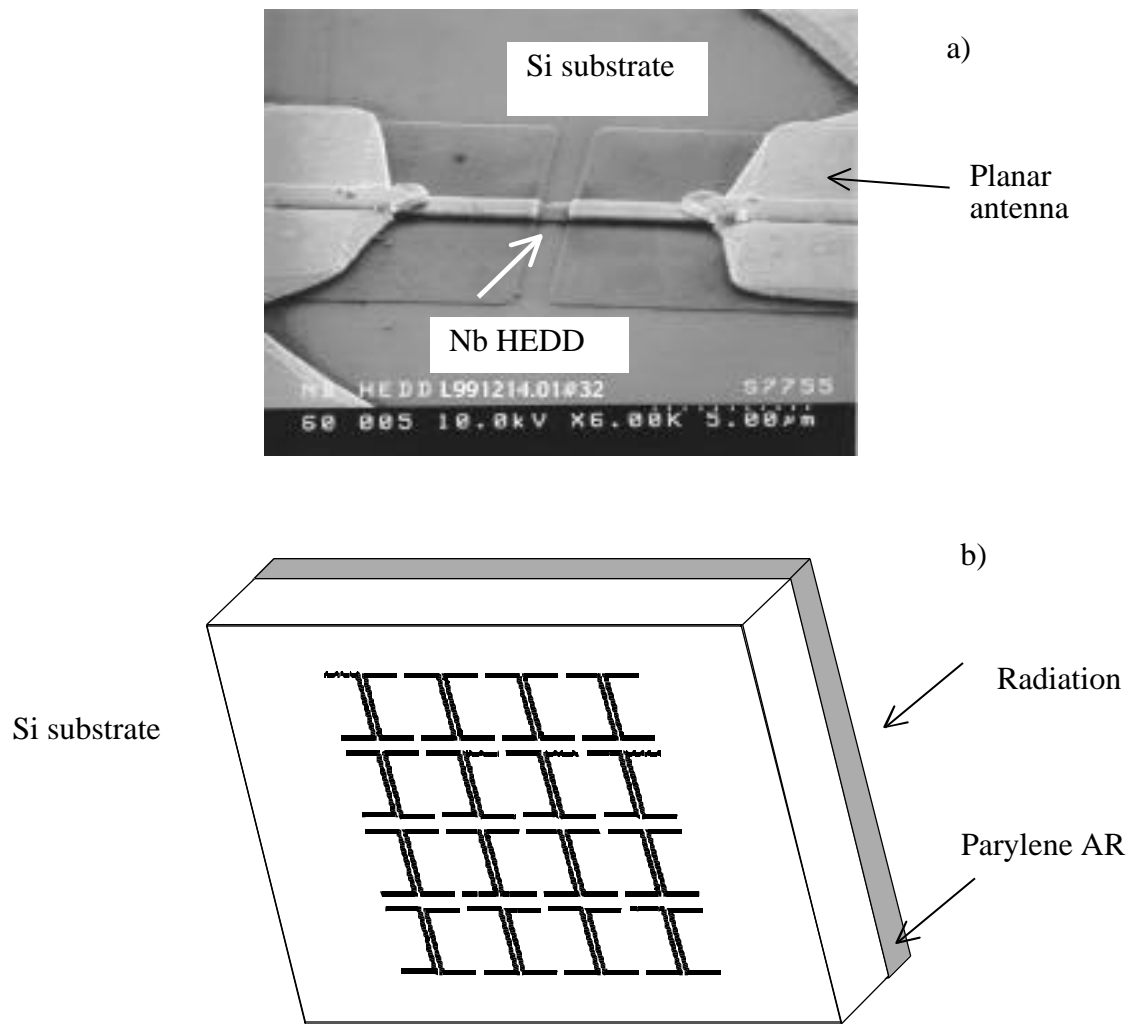 a)
Si substrate
Planar
antenna
Nb HEDD
NB HEDD L991214.01#32 S7755
60 005 10.0kV X6.00K 5.00µm
b)
Radiation
Si substrate
Parylene AR